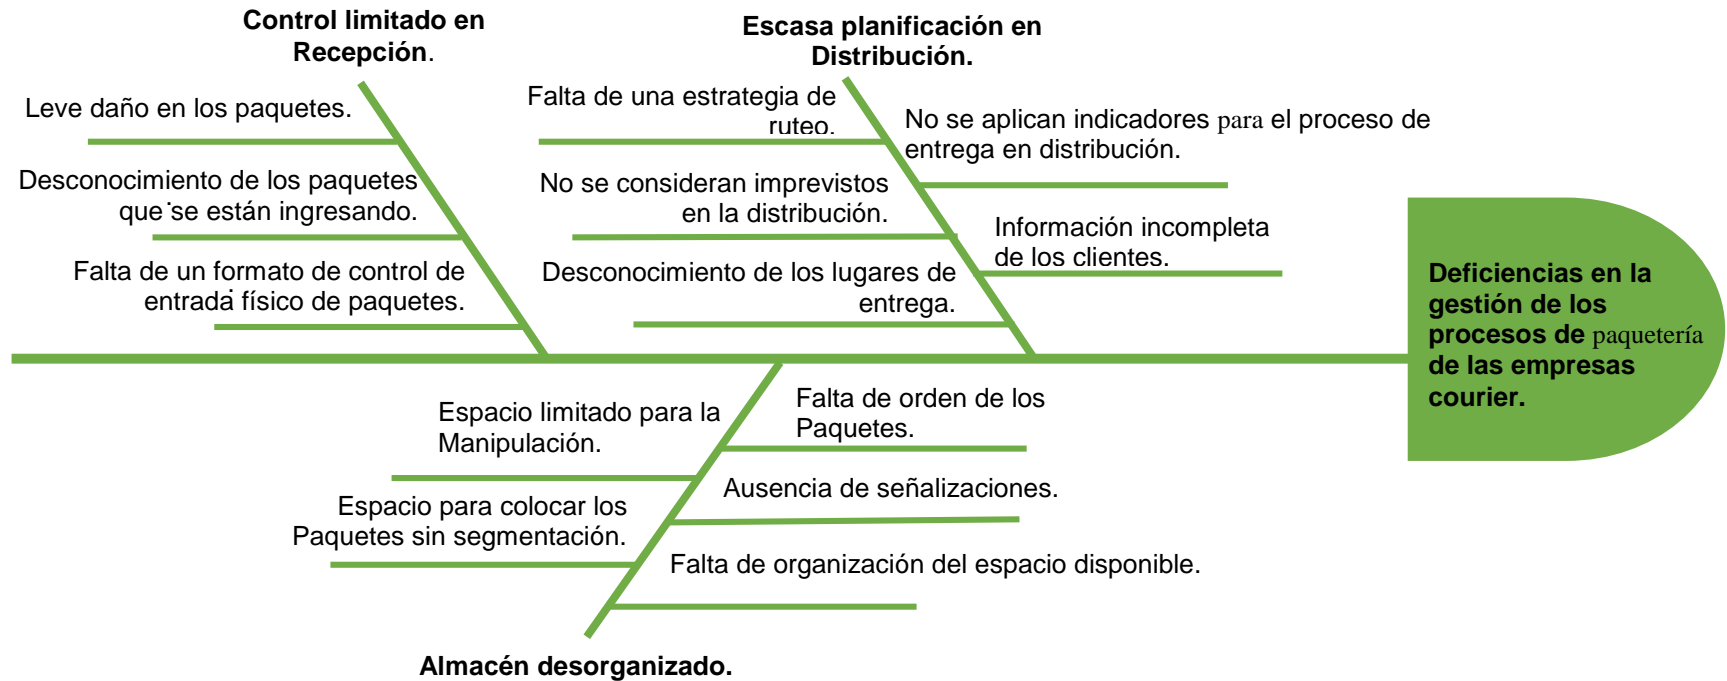 Control limitado en
Recepción.
Leve daño en los paquetes.
Desconocimiento de los paquetes
que se están ingresando.
Falta de un formato de control de
entrada físico de paquetes.
Escasa planificación en
Distribución.
Falta de una estrategia de
ruteo.
No se consideran imprevistos
en la distribución.
Desconocimiento de los lugares de
entrega.
No se aplican indicadores para el proceso de
entrega en distribución.
Información incompleta
de los clientes.
Deficiencias en la
gestión de los
procesos de paquetería
de las empresas
courier.
Espacio limitado para la
Manipulación.
Espacio para colocar los
Paquetes sin segmentación.
Falta de orden de los
Paquetes.
Ausencia de señalizaciones.
Falta de organización del espacio disponible.
Almacén desorganizado.